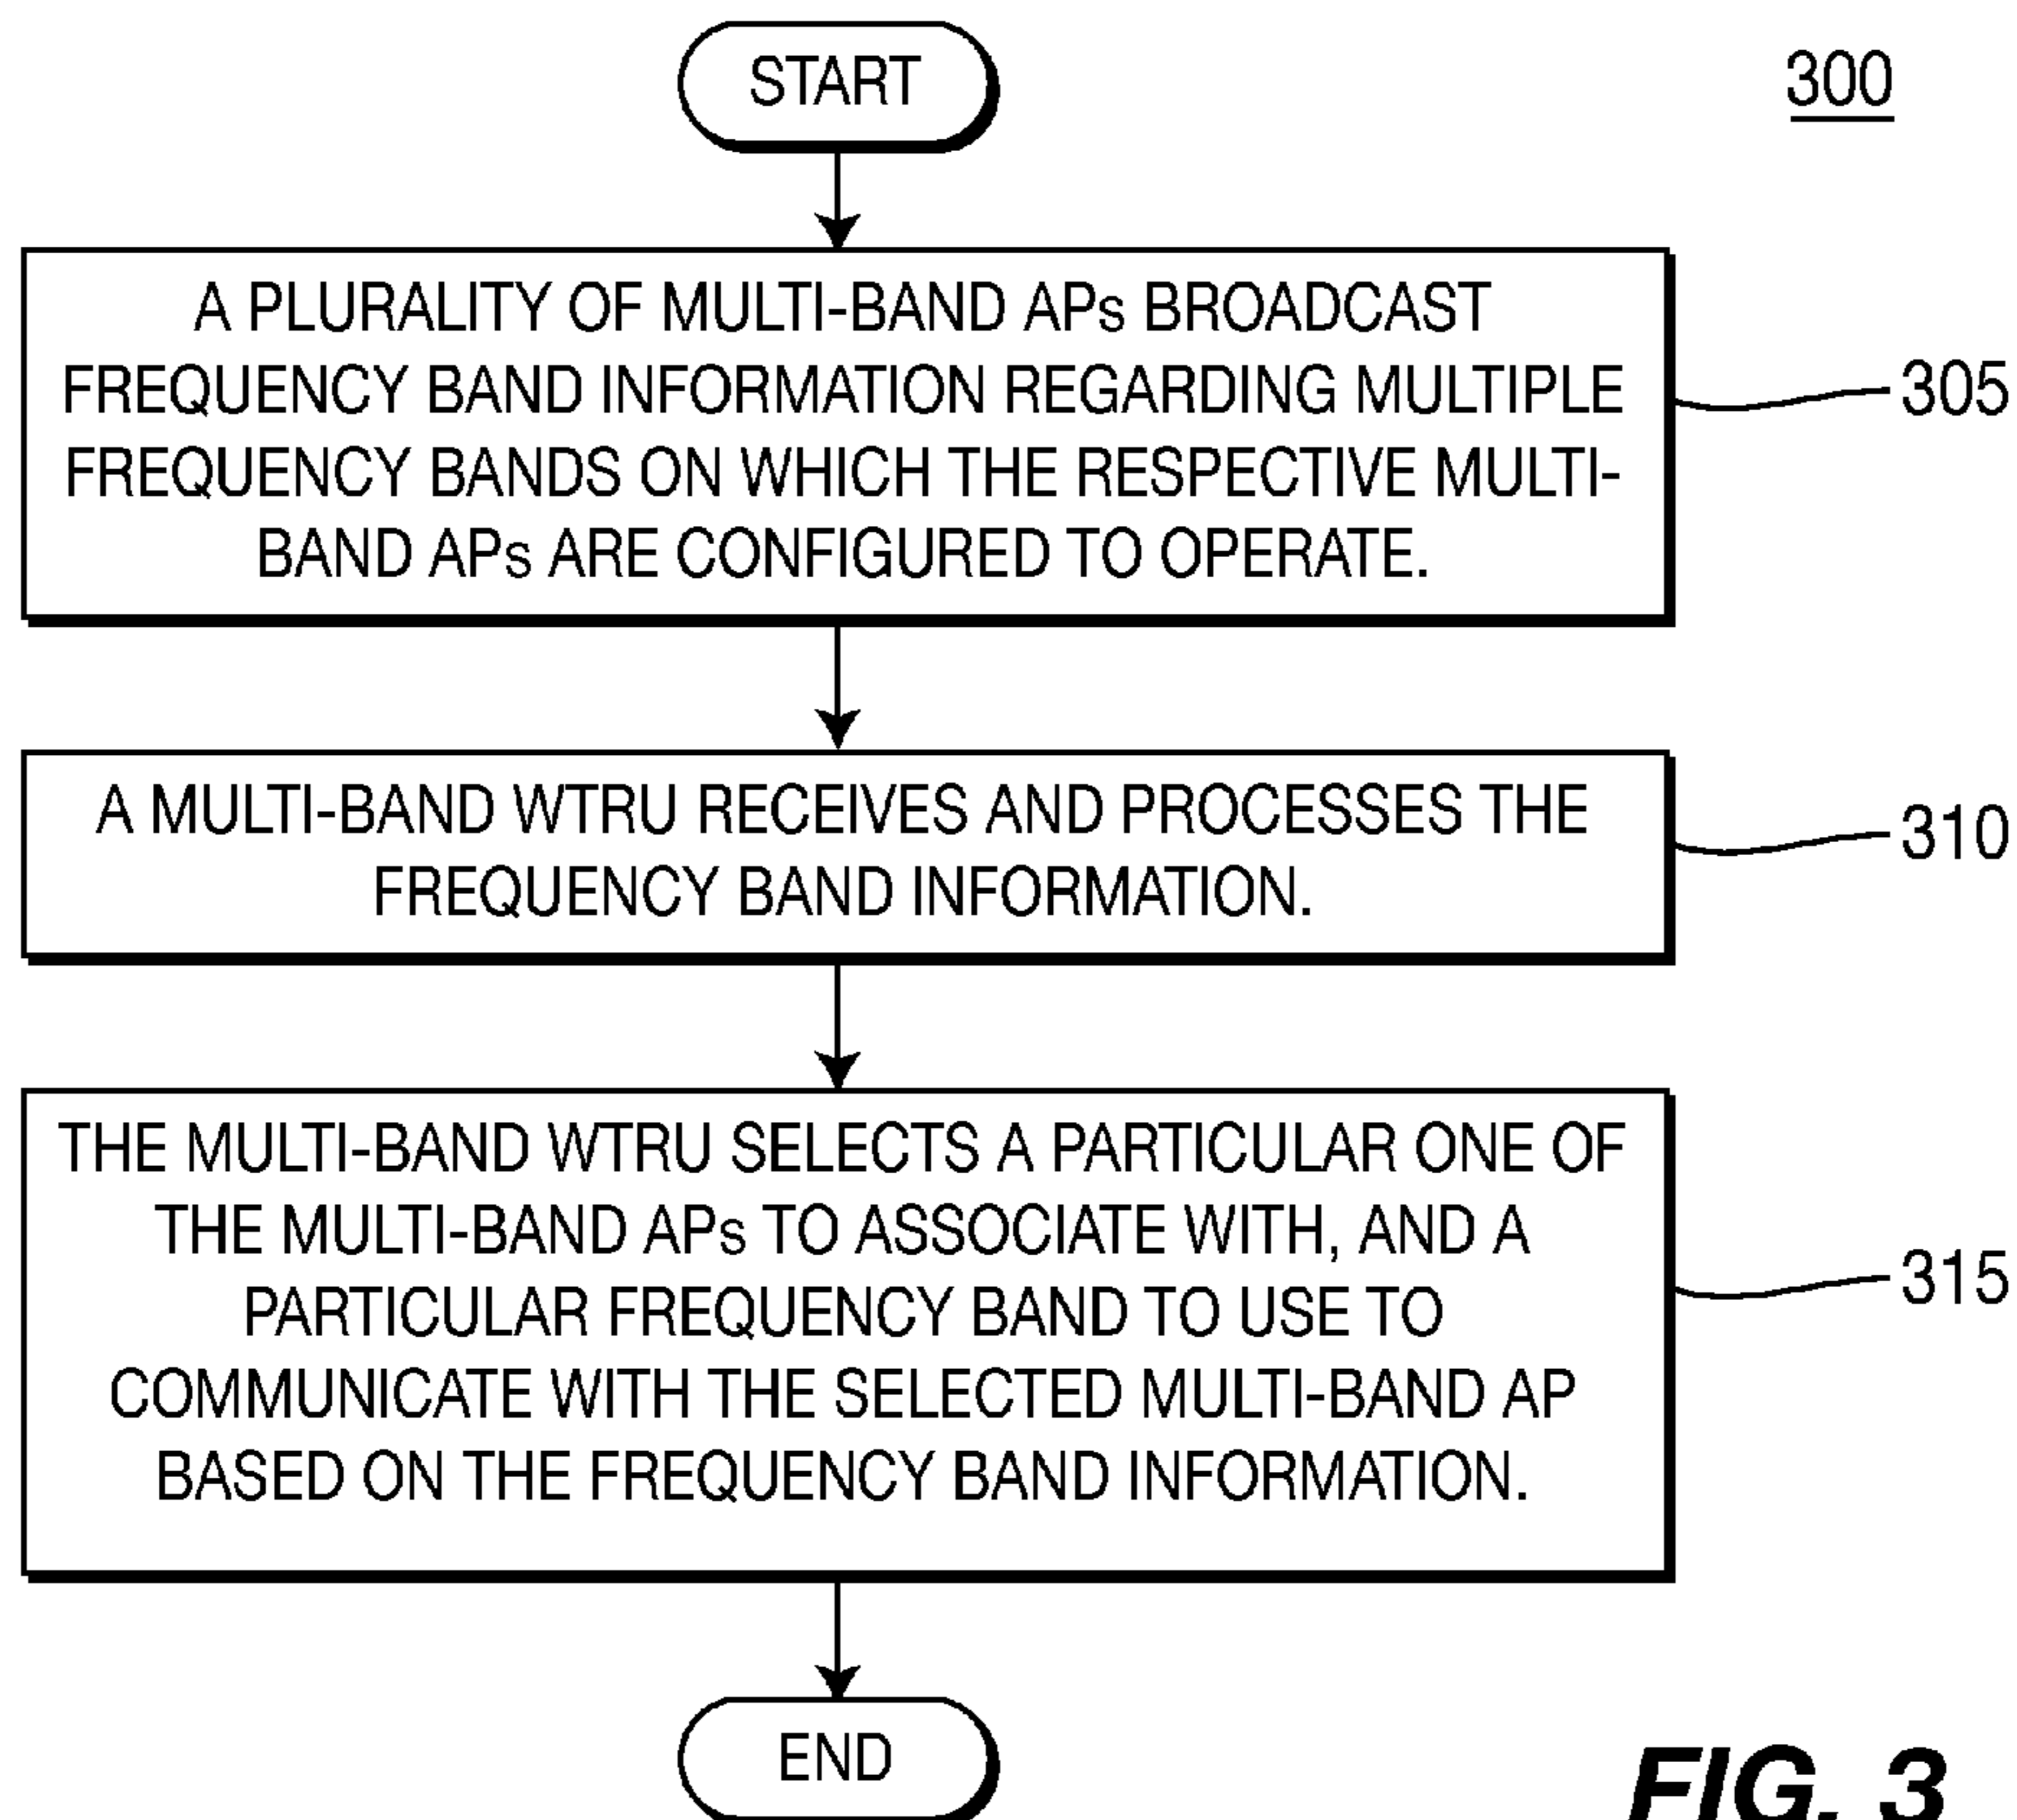 START
300
A PLURALITY OF MULTI-BAND APs BROADCAST
FREQUENCY BAND INFORMATION REGARDING MULTIPLE
FREQUENCY BANDS ON WHICH THE RESPECTIVE MULTI-
BAND APs ARE CONFIGURED TO OPERATE.
305
A MULTI-BAND WTRU RECEIVES AND PROCESSES THE
FREQUENCY BAND INFORMATION.
310
THE MULTI-BAND WTRU SELECTS A PARTICULAR ONE OF
THE MULTI-BAND APs TO ASSOCIATE WITH, AND A
PARTICULAR FREQUENCY BAND TO USE TO
COMMUNICATE WITH THE SELECTED MULTI-BAND AP
BASED ON THE FREQUENCY BAND INFORMATION.
315
END
FIG. 3